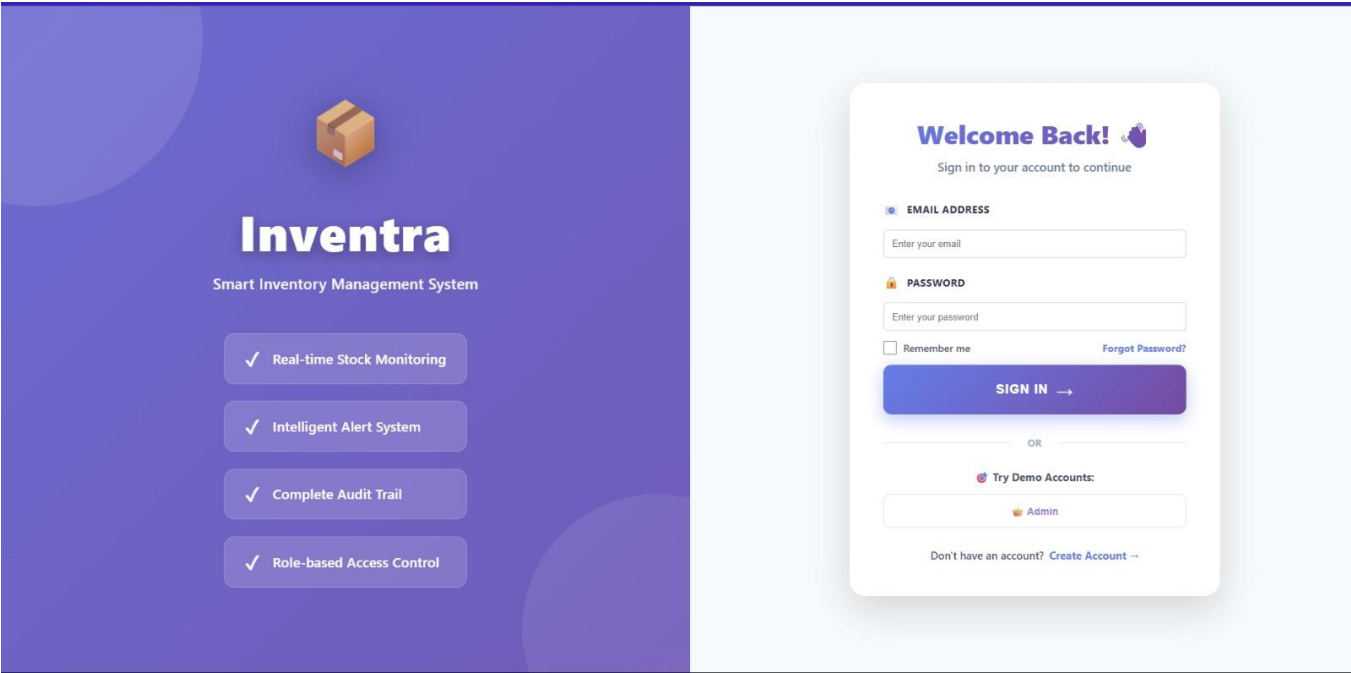 Inventra
Smart Inventory Management System
✓ Real-time Stock Monitoring
✓ Intelligent Alert System
✓ Complete Audit Trail
✓ Role-based Access Control
Welcome Back! 👋
Sign in to your account to continue
📧 EMAIL ADDRESS
Enter your email
🔒 PASSWORD
Enter your password
Remember me
Forgot Password?
SIGN IN →
OR
🎯 Try Demo Accounts:
👑 Admin
Don't have an account? Create Account →